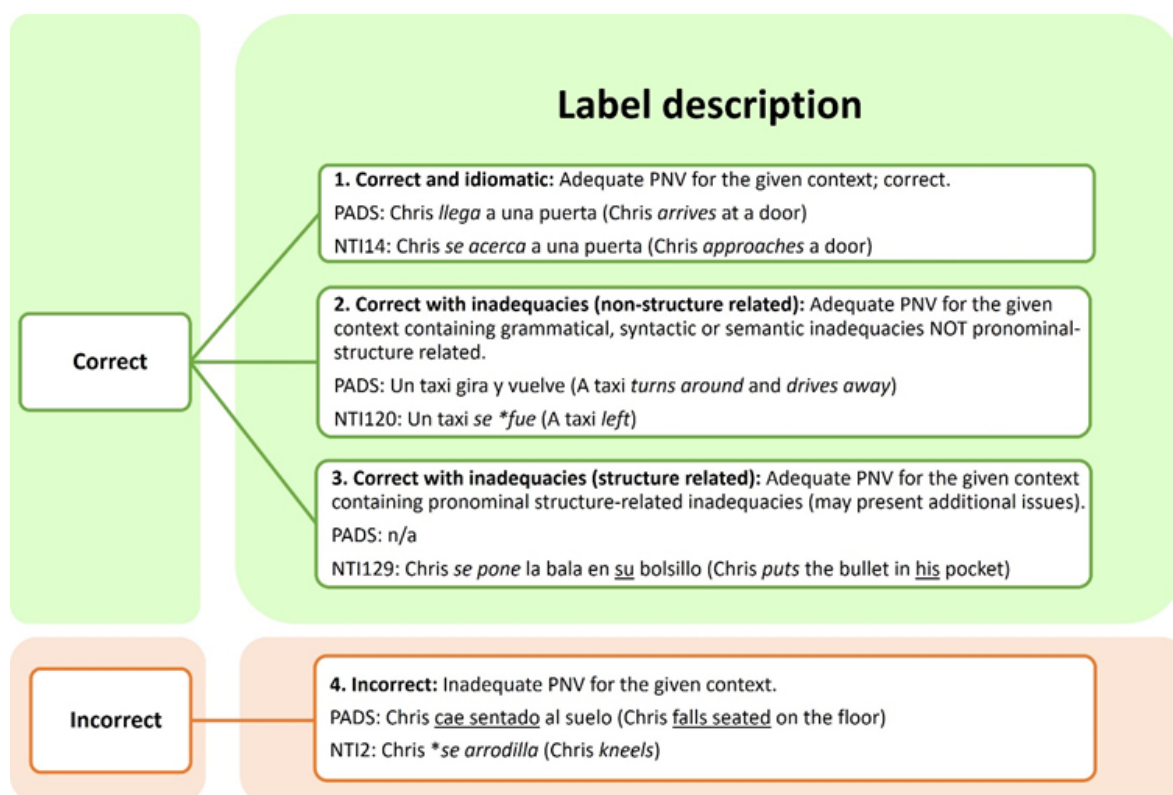 Label description
Correct
1. Correct and idiomatic: Adequate PNV for the given context; correct.
PADS: Chris llega a una puerta (Chris arrives at a door)
NTI14: Chris se acerca a una puerta (Chris approaches a door)
2. Correct with inadequacies (non-structure related): Adequate PNV for the given
context containing grammatical, syntactic or semantic inadequacies NOT pronominal-
structure related.
PADS: Un taxi gira y vuelve (A taxi turns around and drives away)
NTI120: Un taxi se *fue (A taxi left)
3. Correct with inadequacies (structure related): Adequate PNV for the given context
containing pronominal structure-related inadequacies (may present additional issues).
PADS: n/a
NTI129: Chris se pone la bala en su bolsillo (Chris puts the bullet in his pocket)
Incorrect
4. Incorrect: Inadequate PNV for the given context.
PADS: Chris cae sentado al suelo (Chris falls seated on the floor)
NTI2: Chris *se arrodilla (Chris kneels)